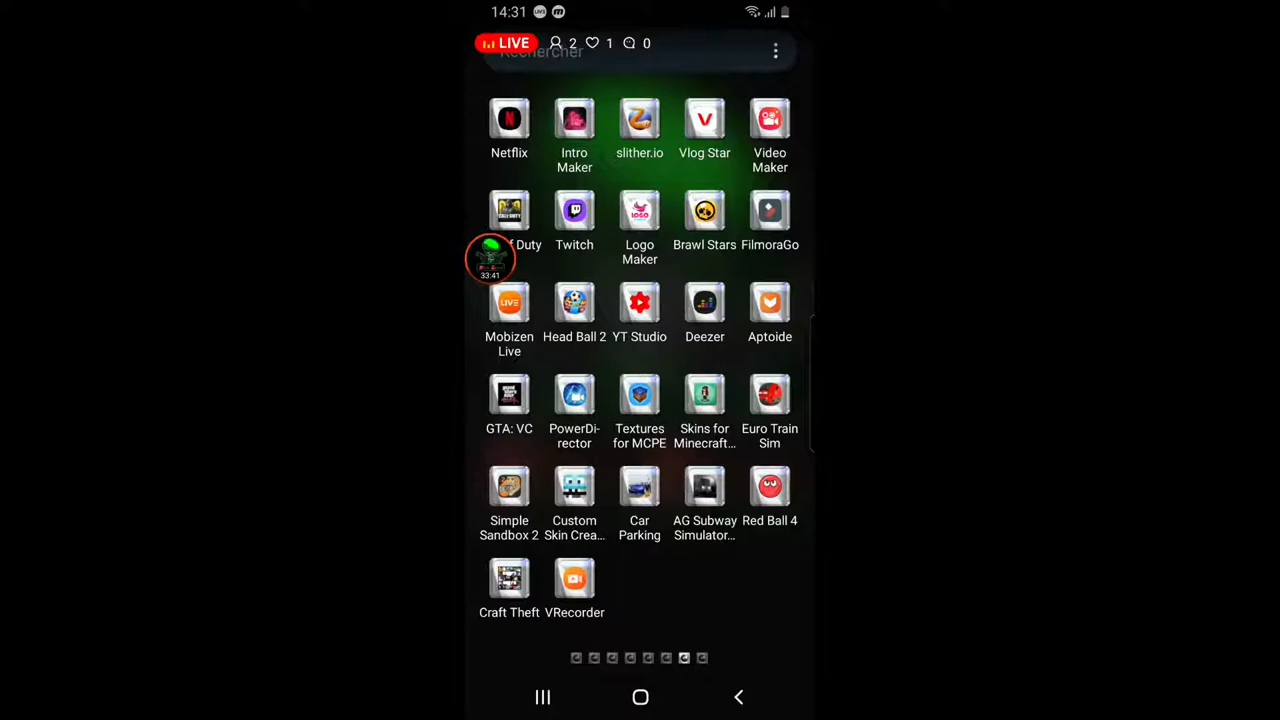 14:31
LIVE 2 1 0
Rechercher
Netflix
Intro
Maker
slither.io
Vlog Star
Video
Maker
f Duty
Twitch
Logo
Maker
Brawl Stars
FilmoraGo
33:41
LIVE
Mobizen
Live
Head Ball 2
YT Studio
Deezer
Aptoide
GTA: VC
PowerDi-
rector
Textures
for MCPE
Skins for
Minecraft...
Euro Train
Sim
Simple
Sandbox 2
Custom
Skin Crea...
Car
Parking
AG Subway
Simulator...
Red Ball 4
Craft Theft
VRecorder